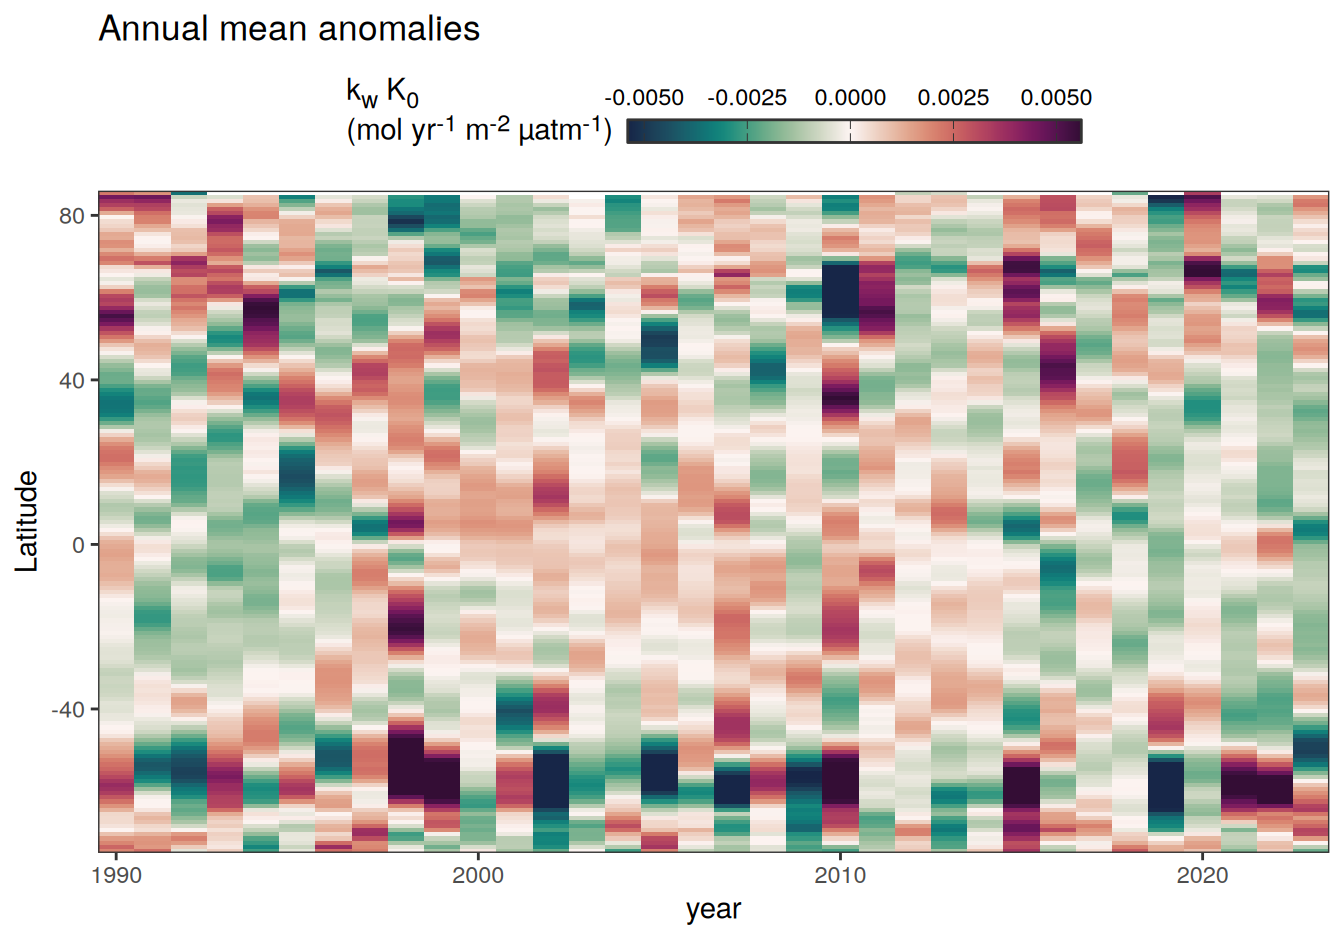 Annual mean anomalies
k_w K_0
(mol yr⁻¹ m⁻² µatm⁻¹)
-0.0050 -0.0025 0.0000 0.0025 0.0050
80
40
0
-40
Latitude
1990 2000 2010 2020
year